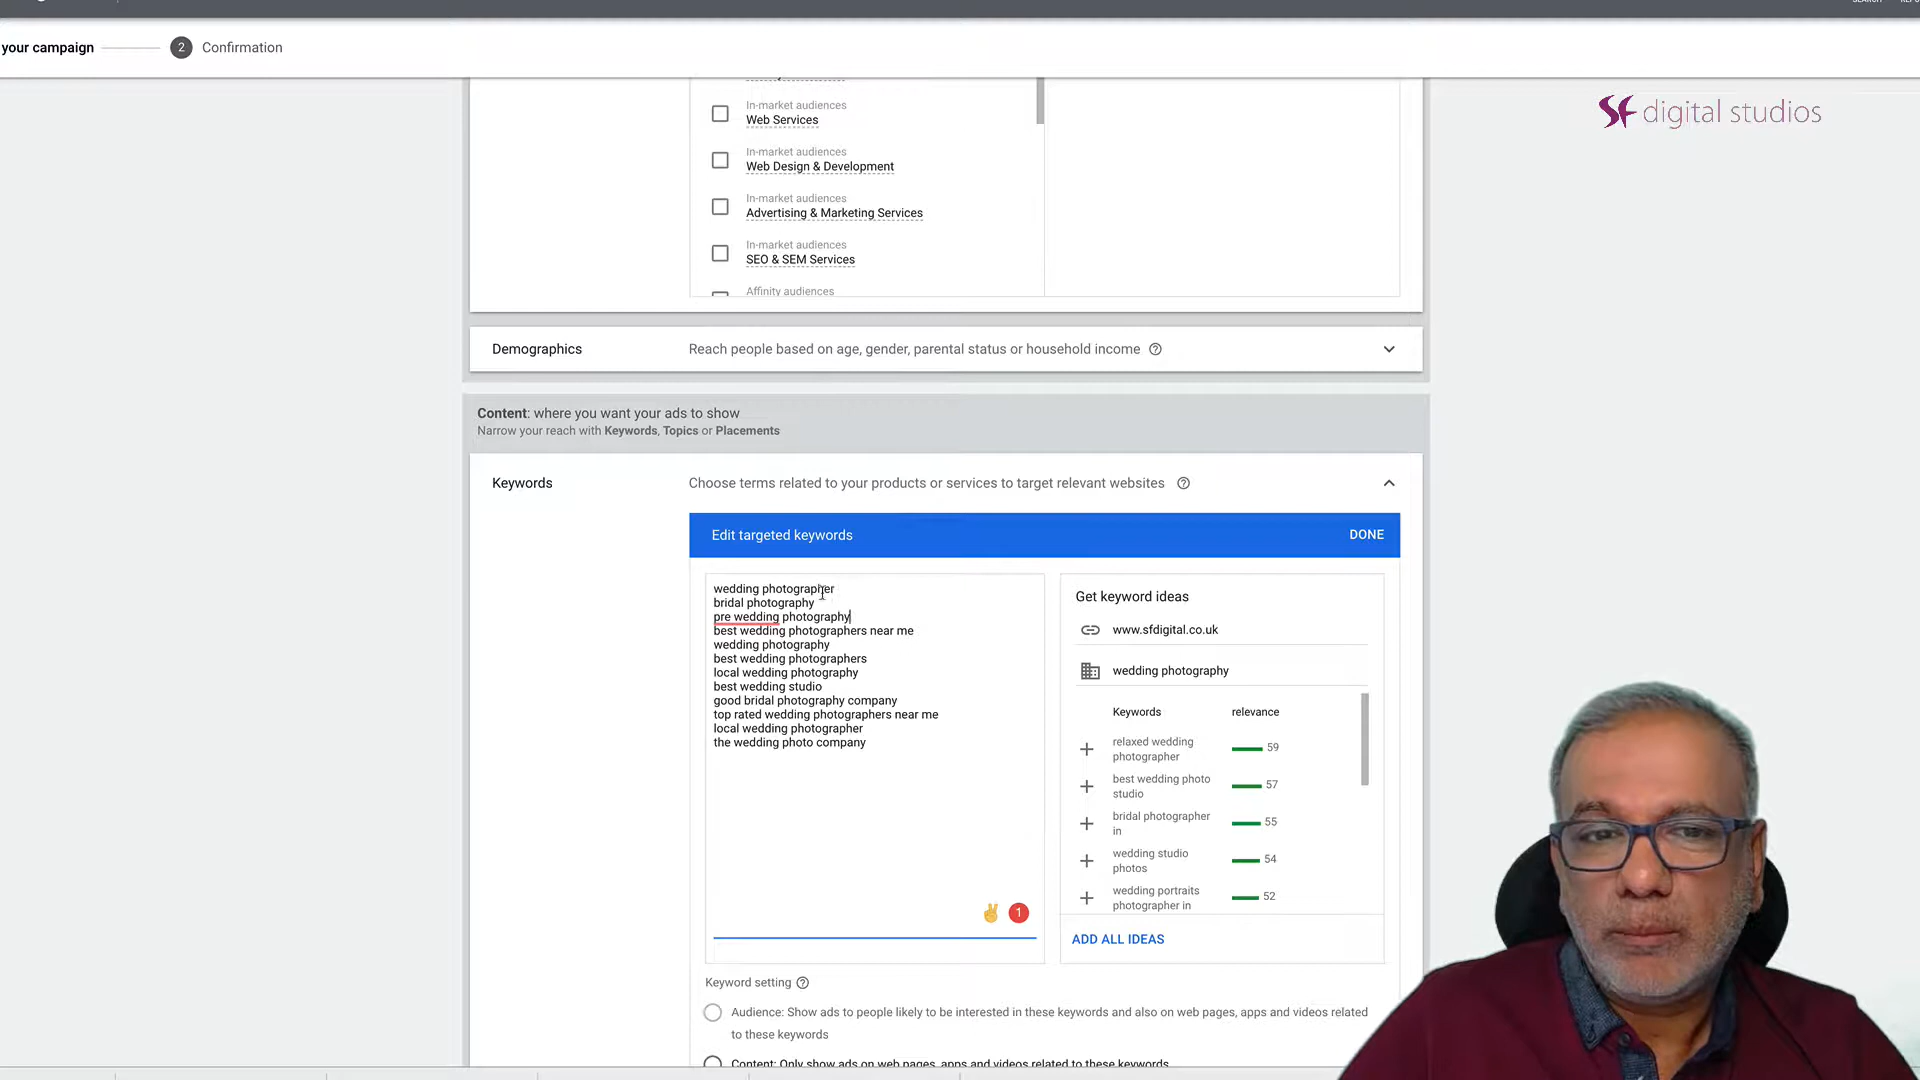 your campaign
2 Confirmation
SF digital studios
In-market audiences
Web Services
In-market audiences
Web Design & Development
In-market audiences
Advertising & Marketing Services
In-market audiences
SEO & SEM Services
Affinity audiences
Demographics
Reach people based on age, gender, parental status or household income
Content: where you want your ads to show
Narrow your reach with Keywords, Topics or Placements
Keywords
Choose terms related to your products or services to target relevant websites
Edit targeted keywords
DONE
wedding photographer
bridal photography
pre wedding photography
best wedding photographers near me
wedding photography
best wedding photographers
local wedding photography
best wedding studio
good bridal photography company
top rated wedding photographers near me
local wedding photographer
the wedding photo company
1
Get keyword ideas
www.sfdigital.co.uk
wedding photography
Keywords relevance
relaxed wedding
photographer
59
best wedding photo
studio
57
bridal photographer
in
55
wedding studio
photos
54
wedding portraits
photographer in
52
ADD ALL IDEAS
Keyword setting
Audience: Show ads to people likely to be interested in these keywords and also on web pages, apps and videos related
to these keywords
Content: Only show ads on web pages, apps and videos related to these keywords